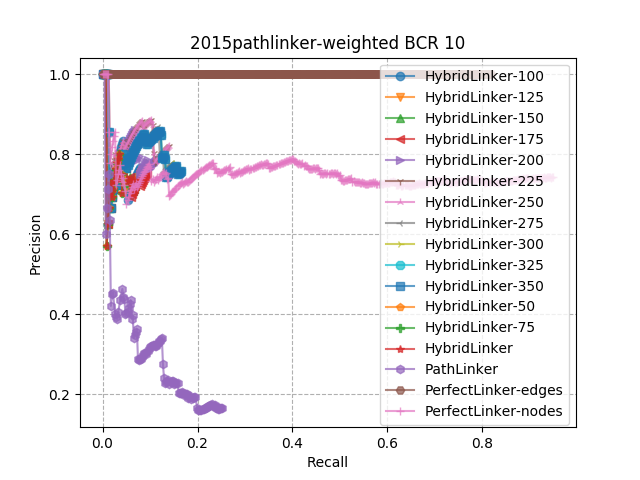 2015pathlinker-weighted BCR 10
Precision
1.0
0.8
0.6
0.4
0.2
0.0
0.2
0.4
0.6
0.8
Recall
HybridLinker-100
HybridLinker-125
HybridLinker-150
HybridLinker-175
HybridLinker-200
HybridLinker-225
HybridLinker-250
HybridLinker-275
HybridLinker-300
HybridLinker-325
HybridLinker-350
HybridLinker-50
HybridLinker-75
HybridLinker
PathLinker
PerfectLinker-edges
PerfectLinker-nodes